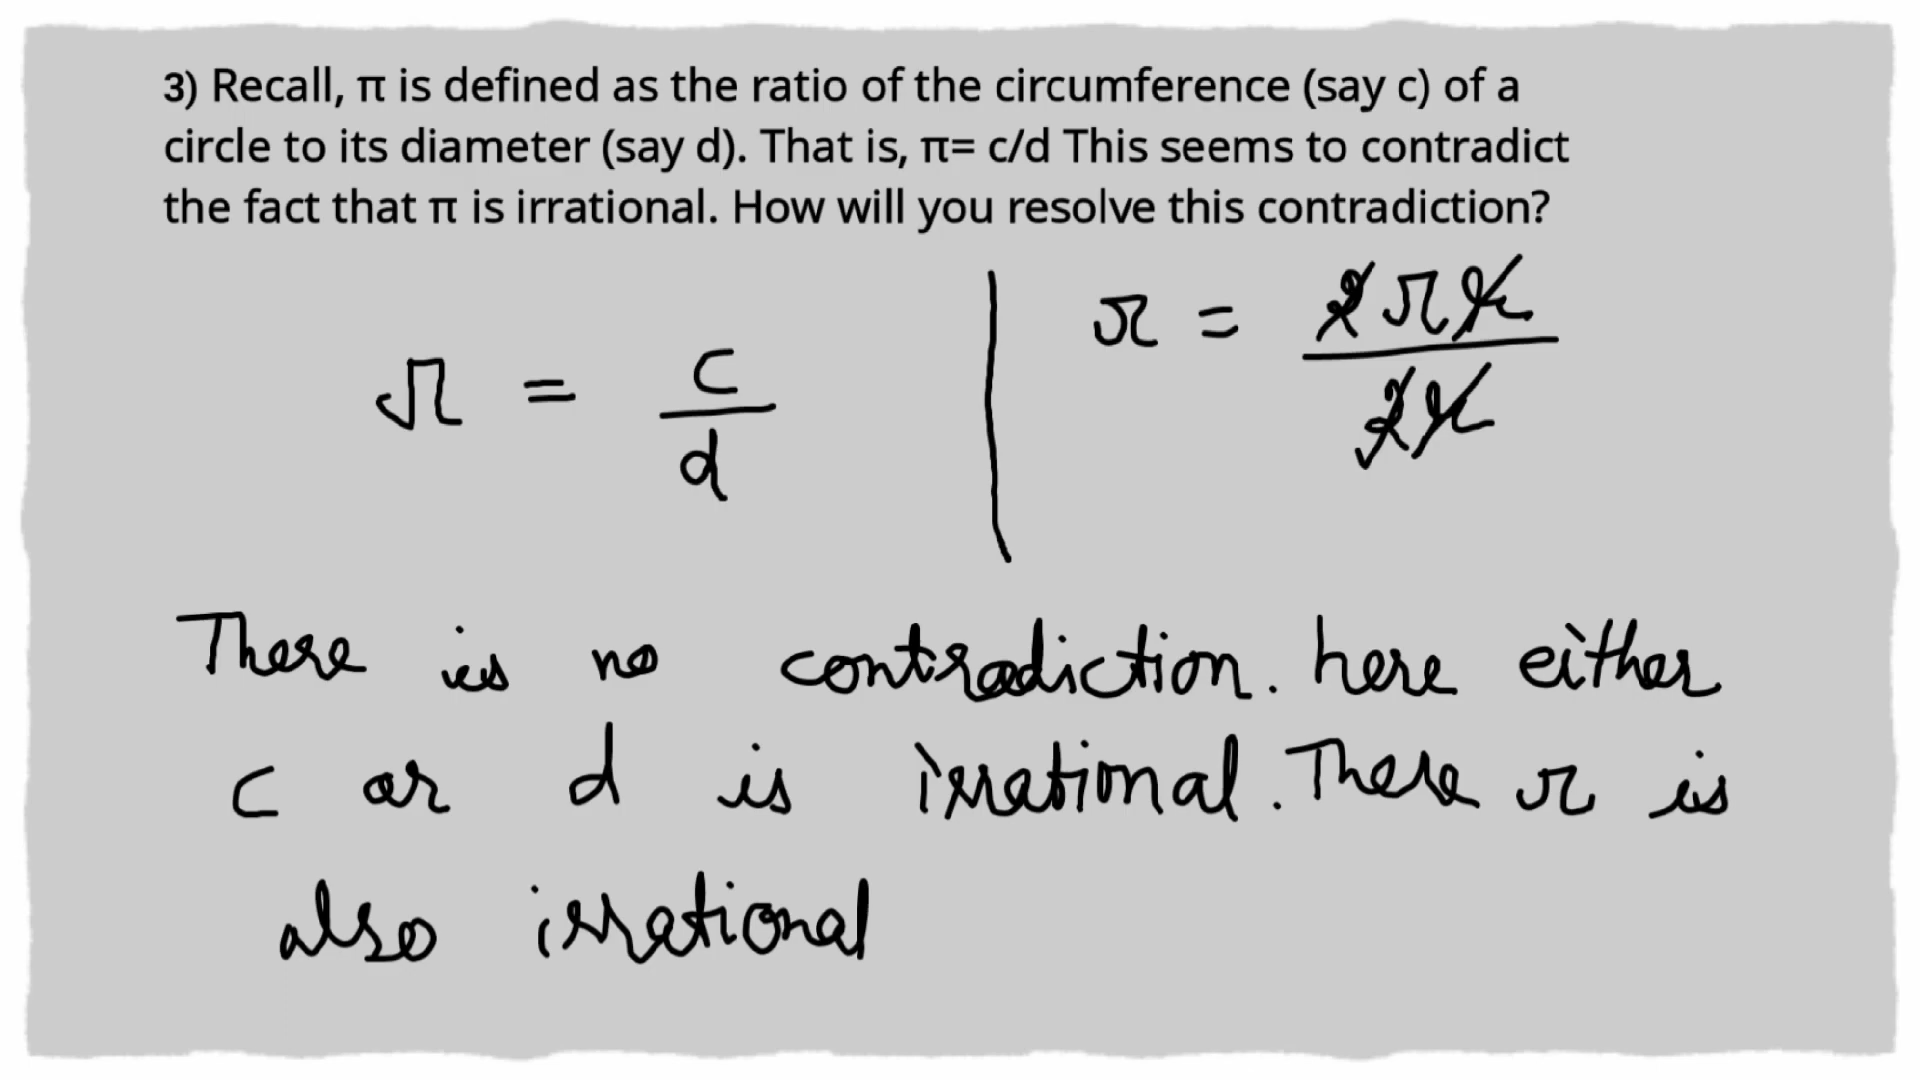 3) Recall, π is defined as the ratio of the circumference (say c) of a
circle to its diameter (say d). That is, π= c/d This seems to contradict
the fact that π is irrational. How will you resolve this contradiction?
π = c/d | π = 2πr/2r
There is no contradiction. here either
c or d is irrational. There π is
also irrational